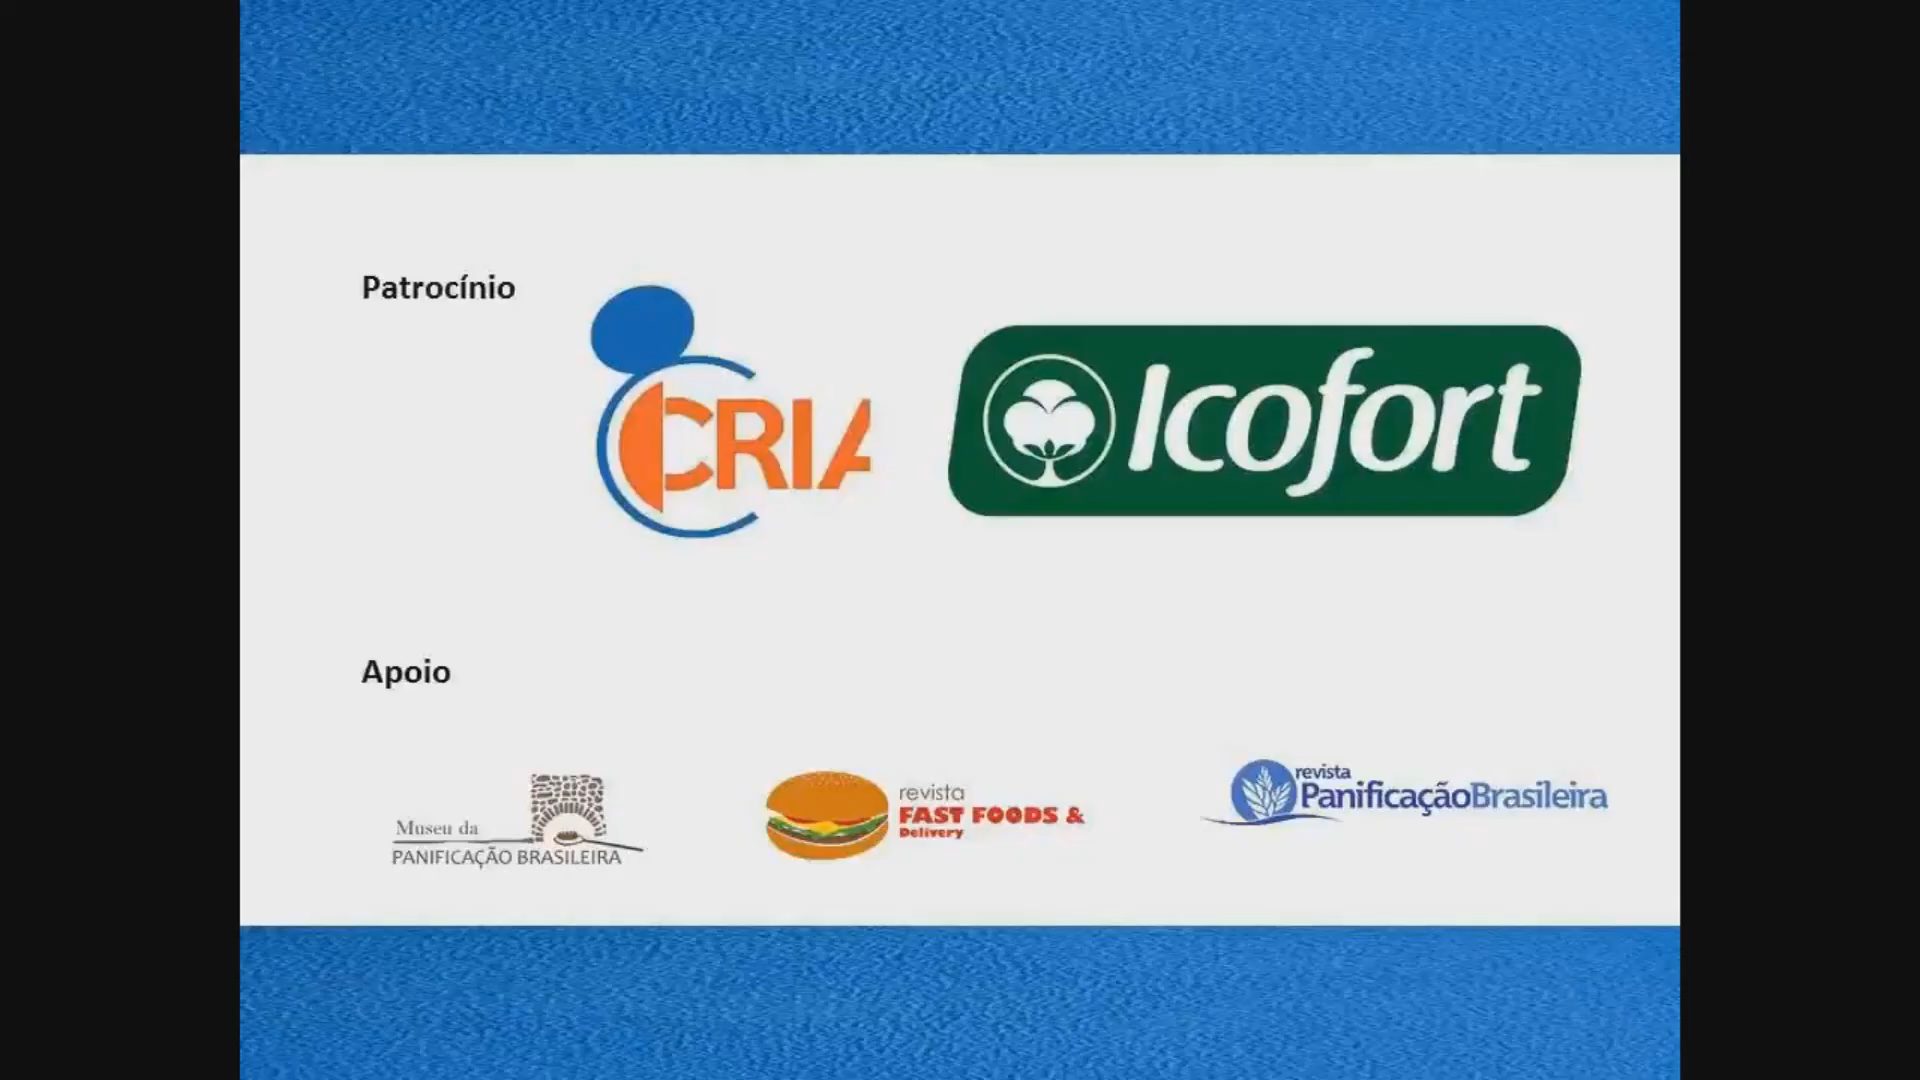 Patrocínio
CRIA
Icofort
Apoio
Museu da
PANIFICAÇÃO BRASILEIRA
revista
FAST FOODS &
Delivery
revista
PanificaçãoBrasileira